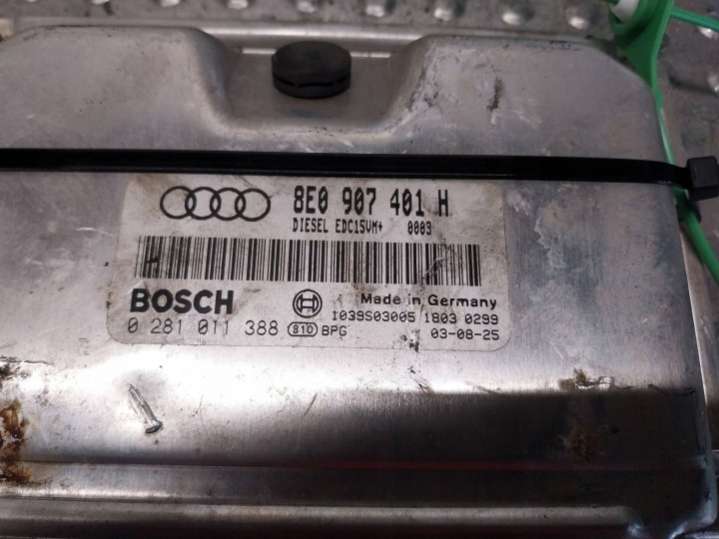 8E0 907 401 H
DIESEL EDC15VM+ 0003
BOSCH
Made in Germany
1039S03005 1803 0299
0 281 011 388 810 BPG 03-08-25